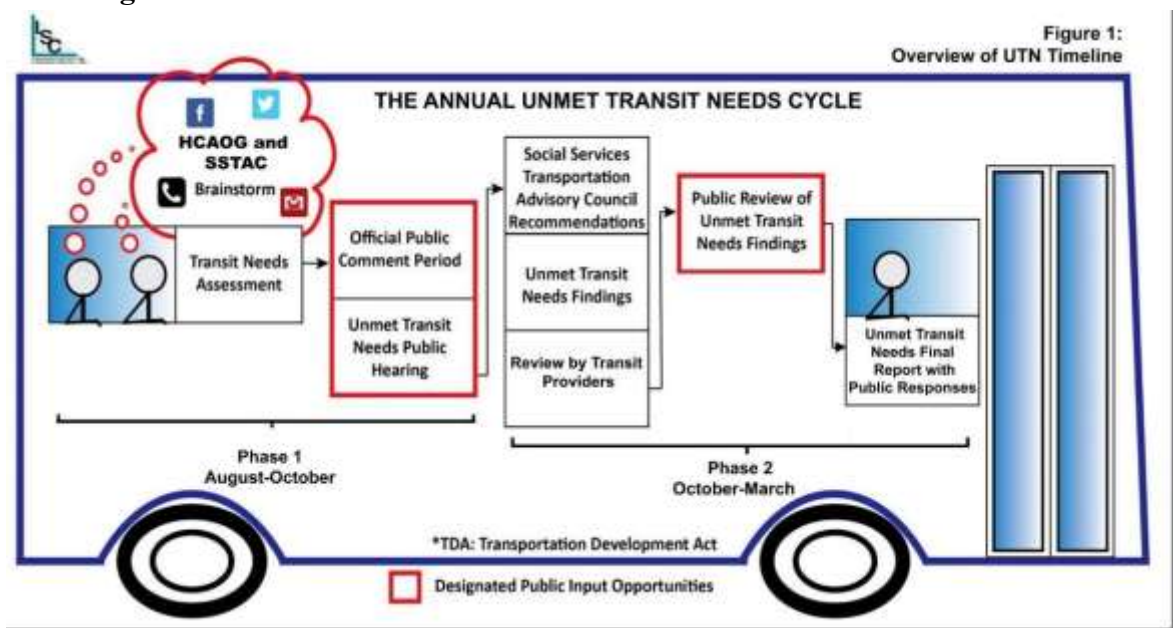 LSC
Figure 1:
Overview of UTN Timeline
THE ANNUAL UNMET TRANSIT NEEDS CYCLE
f
HCAOG and
SSTAC
Brainstorm
Transit Needs
Assessment
Official Public
Comment Period
Unmet Transit
Needs Public
Hearing
Social Services
Transportation
Advisory Council
Recommendations
Unmet Transit
Needs Findings
Review by Transit
Providers
Public Review of
Unmet Transit
Needs Findings
Unmet Transit
Needs Final
Report with
Public Responses
Phase 1
August-October
Phase 2
October-March
*TDA: Transportation Development Act
Designated Public Input Opportunities